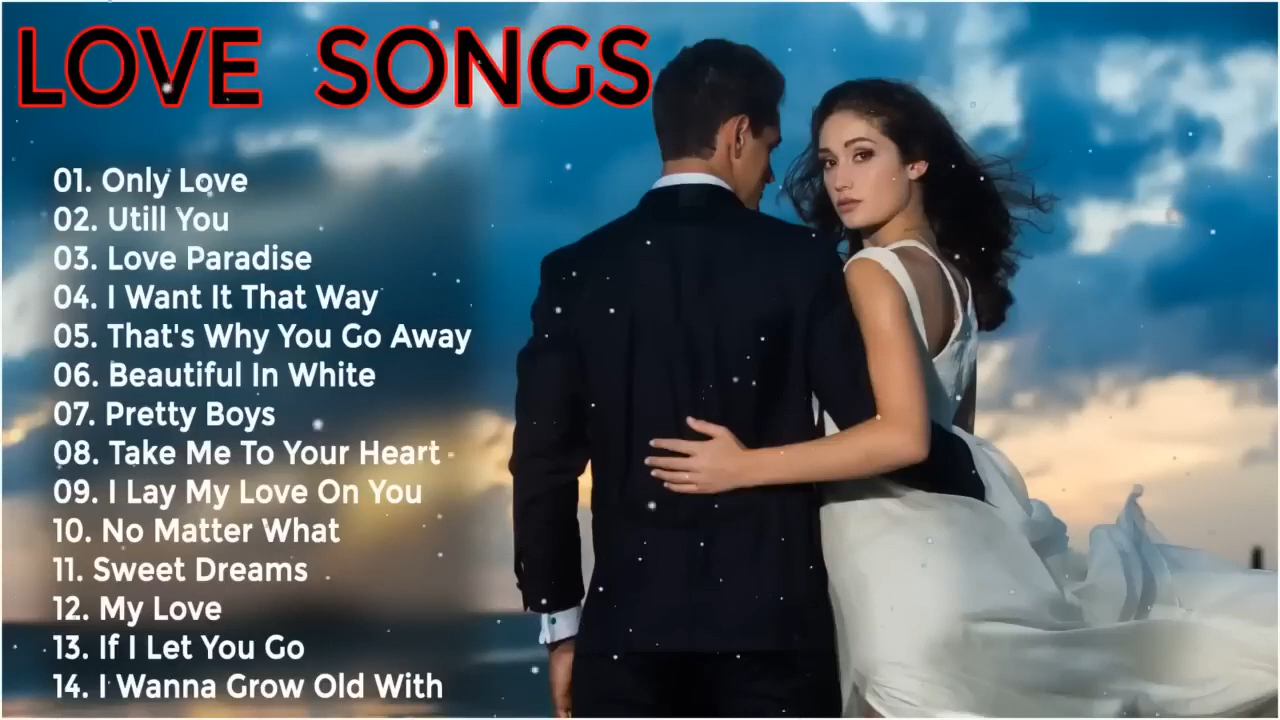 LOVE SONGS
01. Only Love
02. Utill You
03. Love Paradise
04. I Want It That Way
05. That's Why You Go Away
06. Beautiful In White
07. Pretty Boys
08. Take Me To Your Heart
09. I Lay My Love On You
10. No Matter What
11. Sweet Dreams
12. My Love
13. If I Let You Go
14. I Wanna Grow Old With